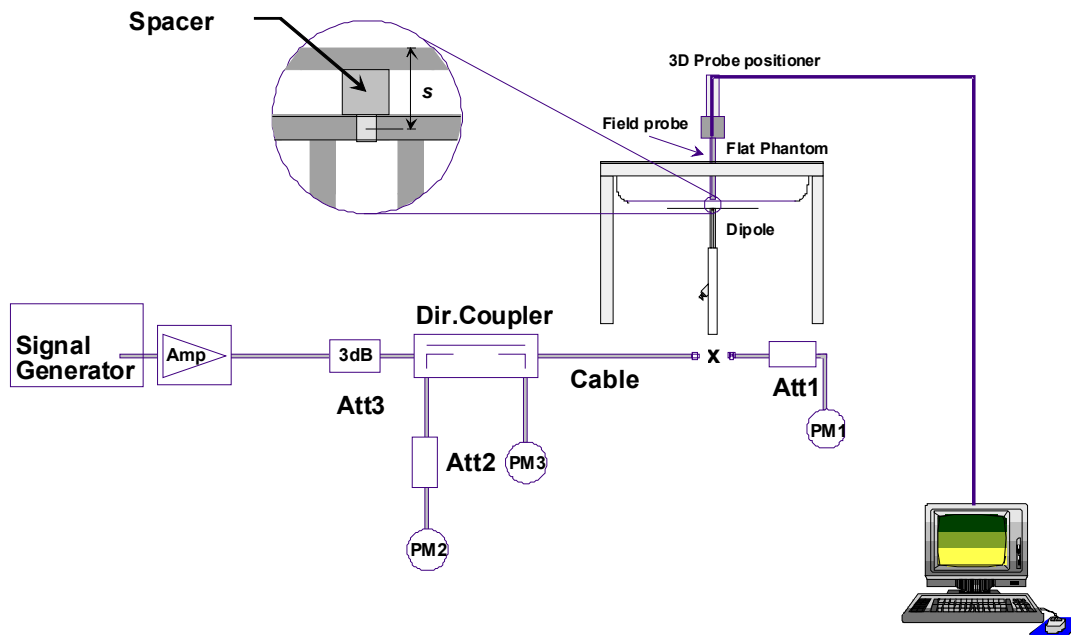 Spacer
s
3D Probe positioner
Field probe
Flat Phantom
Dipole
Dir.Coupler
Signal
Generator
Amp
3dB
Att3
Cable
x
Att1
PM1
Att2
PM3
PM2